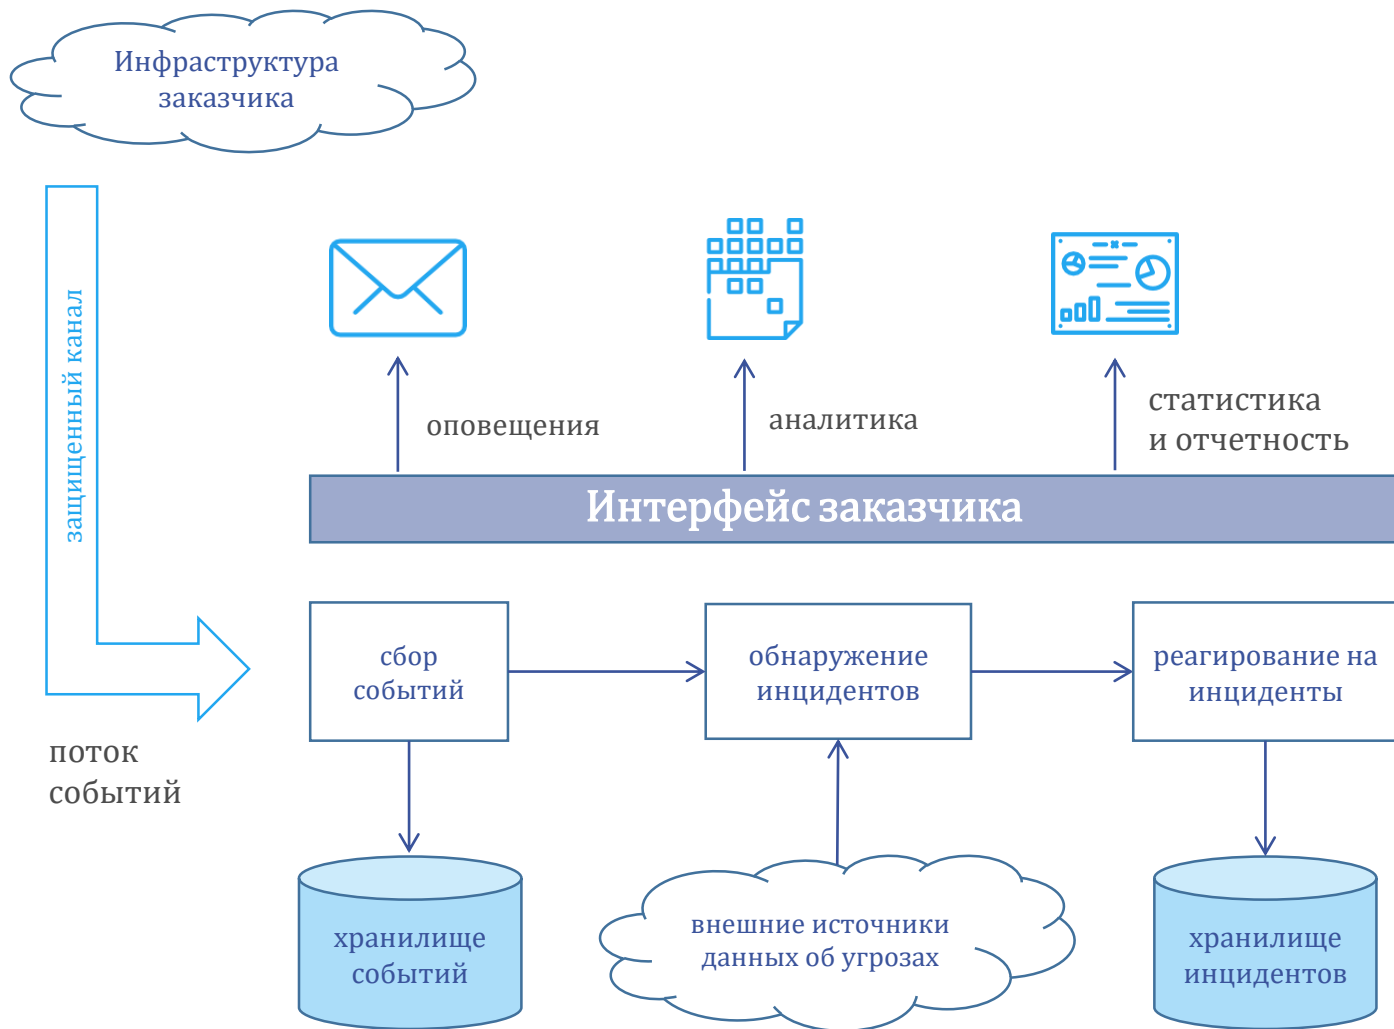 Инфраструктура
заказчика
защищенный канал
оповещения
аналитика
статистика
и отчетность
Интерфейс заказчика
сбор
событий
обнаружение
инцидентов
реагирование на
инциденты
поток
событий
хранилище
событий
внешние источники
данных об угрозах
хранилище
инцидентов